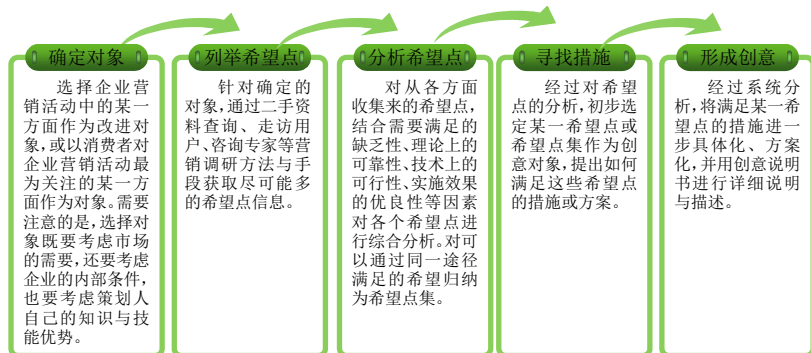 确定对象
选择企业营
销活动中的某一
方面作为改进对
象,或以消费者对
企业营销活动最
为关注的某一方
面作为对象。需要
注意的是,选择对
象既要考虑市场
的需要,还要考虑
企业的内部条件,
也要考虑策划人
自己的知识与技
能优势。
列举希望点
针对确定的
对象,通过二手资
料查询、走访用
户、咨询专家等营
销调研方法与手
段获取尽可能多
的希望点信息。
分析希望点
对从各方面
收集来的希望点,
结合需要满足的
缺乏性、理论上的
可靠性、技术上的
可行性、实施效果
的优良性等因素
对各个希望点进
行综合分析。对可
以通过同一途径
满足的希望归纳
为希望点集。
寻找措施
经过对希望
点的分析,初步选
定某一希望点或
希望点集作为创
意对象,提出如何
满足这些希望点
的措施或方案。
形成创意
经过系统分
析,将满足某一希
望点的措施进一
步具体化、方案
化,并用创意说明
书进行详细说明
与描述。